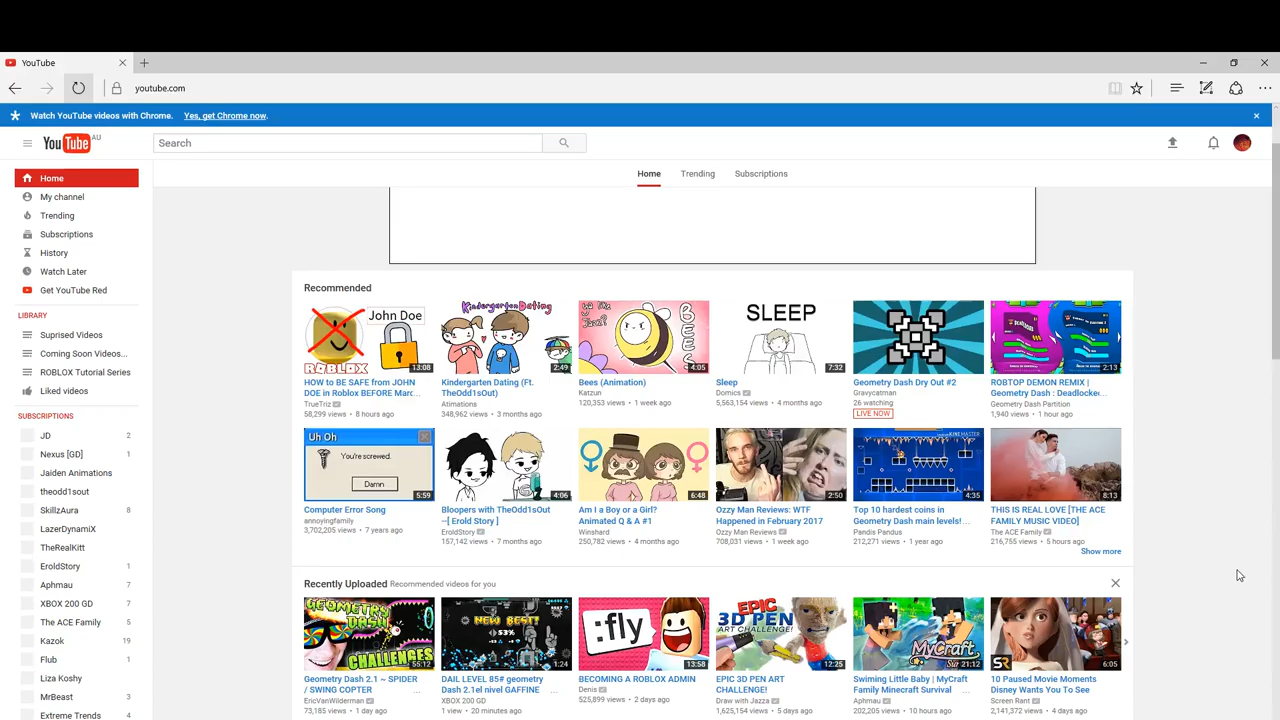 YouTube
youtube.com
Watch YouTube videos with Chrome. Yes, get Chrome now.
YouTube AU
Search
Home Trending Subscriptions
Home
My channel
Trending
Subscriptions
History
Watch Later
Get YouTube Red
LIBRARY
Suprised Videos
Coming Soon Videos...
ROBLOX Tutorial Series
Liked videos
SUBSCRIPTIONS
JD 2
Nexus [GD] 7
Jaiden Animations
theodd1sout
SkillzAura 8
LazerDynamiX
TheRealKitt
EroldStory 1
Aphmau 7
XBOX 200 GD 7
The ACE Family 5
Kazok 19
Flub 1
Liza Koshy
MrBeast 3
Extreme Trends 4
Recommended
John Doe
ROBLOX
13:08
HOW to BE SAFE from JOHN
DOE in Roblox BEFORE Marc...
TrueTriz
58,299 views • 8 hours ago
Kindergarten Dating
2:49
Kindergarten Dating (Ft.
TheOdd1sOut)
Atimations
348,962 views • 3 months ago
ya like Jazz?
BEES
4:05
Bees (Animation)
Katzun
120,353 views • 1 week ago
SLEEP
7:32
Sleep
Domics
5,563,154 views • 4 months ago
Geometry Dash Dry Out #2
Gravycatman
26 watching
LIVE NOW
2:13
ROBTOP DEMON REMIX |
Geometry Dash : Deadlocke...
Geometry Dash Partition
1,940 views • 1 hour ago
Uh Oh
You're screwed.
Damn
5:59
Computer Error Song
annoyingfamily
3,702,205 views • 7 years ago
4:06
Bloopers with TheOdd1sOut
--[ Erold Story ]
EroldStory
157,142 views • 7 months ago
6:48
Am I a Boy or a Girl?
Animated Q & A #1
Winshard
250,782 views • 4 months ago
2:50
Ozzy Man Reviews: WTF
Happened in February 2017
Ozzy Man Reviews
708,031 views • 1 week ago
KINEMASTER
4:35
Top 10 hardest coins in
Geometry Dash main levels!...
Pandis Pandus
212,271 views • 1 year ago
8:13
THIS IS REAL LOVE [THE ACE
FAMILY MUSIC VIDEO]
The ACE Family
216,755 views • 5 hours ago
Show more
Recently Uploaded Recommended videos for you
GEOMETRY
DASH
CHALLENGES
55:12
Geometry Dash 2.1 ~ SPIDER
/ SWING COPTER ...
EricVanWilderman
73,185 views • 1 day ago
NEW BEST!
53%
1:24
DAIL LEVEL 85# geometry
Dash 2.1el nivel GAFFINE ...
XBOX 200 GD
1 view • 20 minutes ago
:fly
13:58
BECOMING A ROBLOX ADMIN
Denis
525,899 views • 2 days ago
EPIC
3D PEN
ART CHALLENGE!
12:25
EPIC 3D PEN ART
CHALLENGE!
Draw with Jazza
1,625,154 views • 5 days ago
MyCraft
21:12
Swiming Little Baby | MyCraft
Family Minecraft Survival ...
Aphmau
202,205 views • 10 hours ago
SR
6:05
10 Paused Movie Moments
Disney Wants You To See
Screen Rant
2,141,372 views • 4 days ago